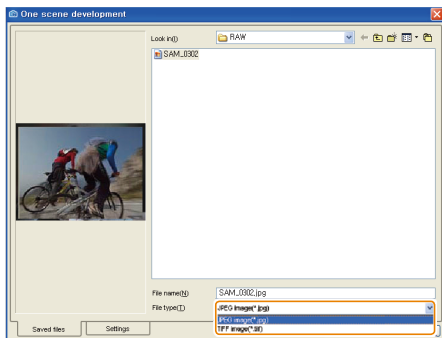 One scene development
Look in(I)
RAW
SAM_0302
File name(N)
SAM_0302.jpg
File type(T)
JPEG image(*.jpg)
JPEG image(*.jpg)
TIFF image(*.tif)
Saved files
Settings